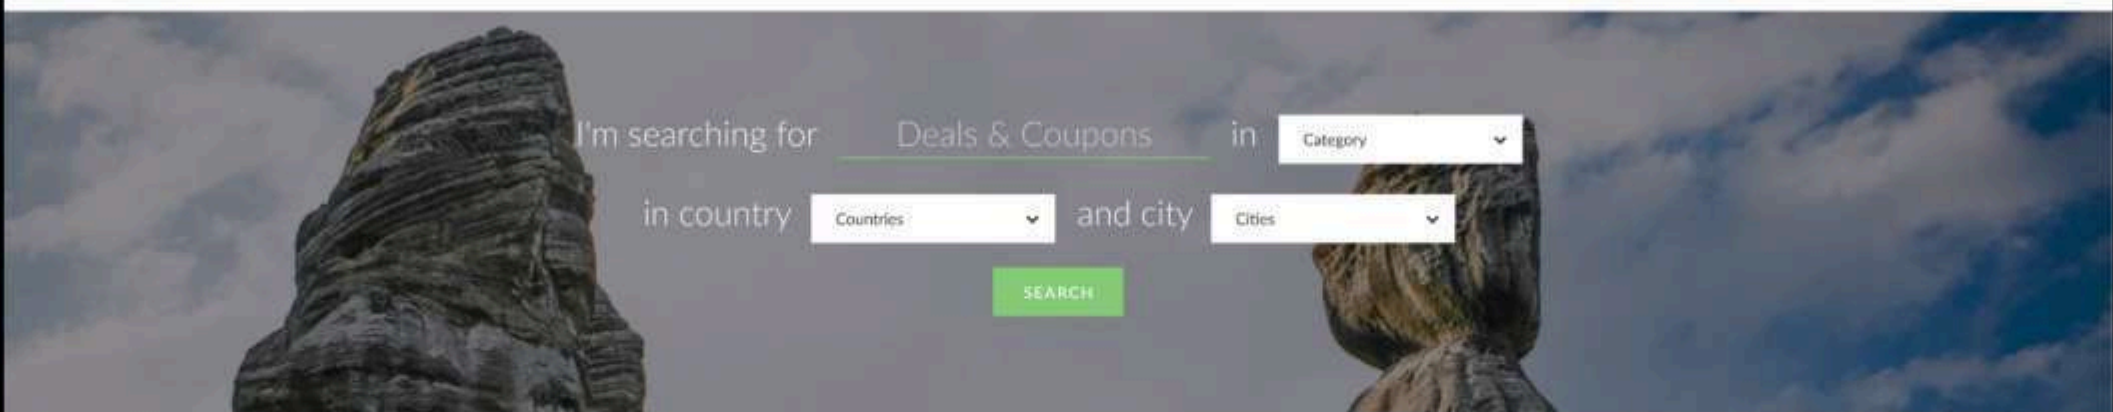 I'm searching for Deals & Coupons in Category
in country Countries and city Cities
SEARCH